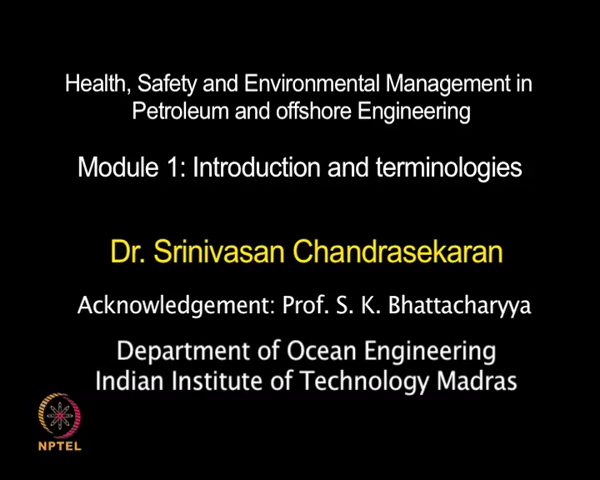 Health, Safety and Environmental Management in
Petroleum and offshore Engineering
Module 1: Introduction and terminologies
Dr. Srinivasan Chandrasekaran
Acknowledgement: Prof. S. K. Bhattacharyya
Department of Ocean Engineering
Indian Institute of Technology Madras
NPTEL